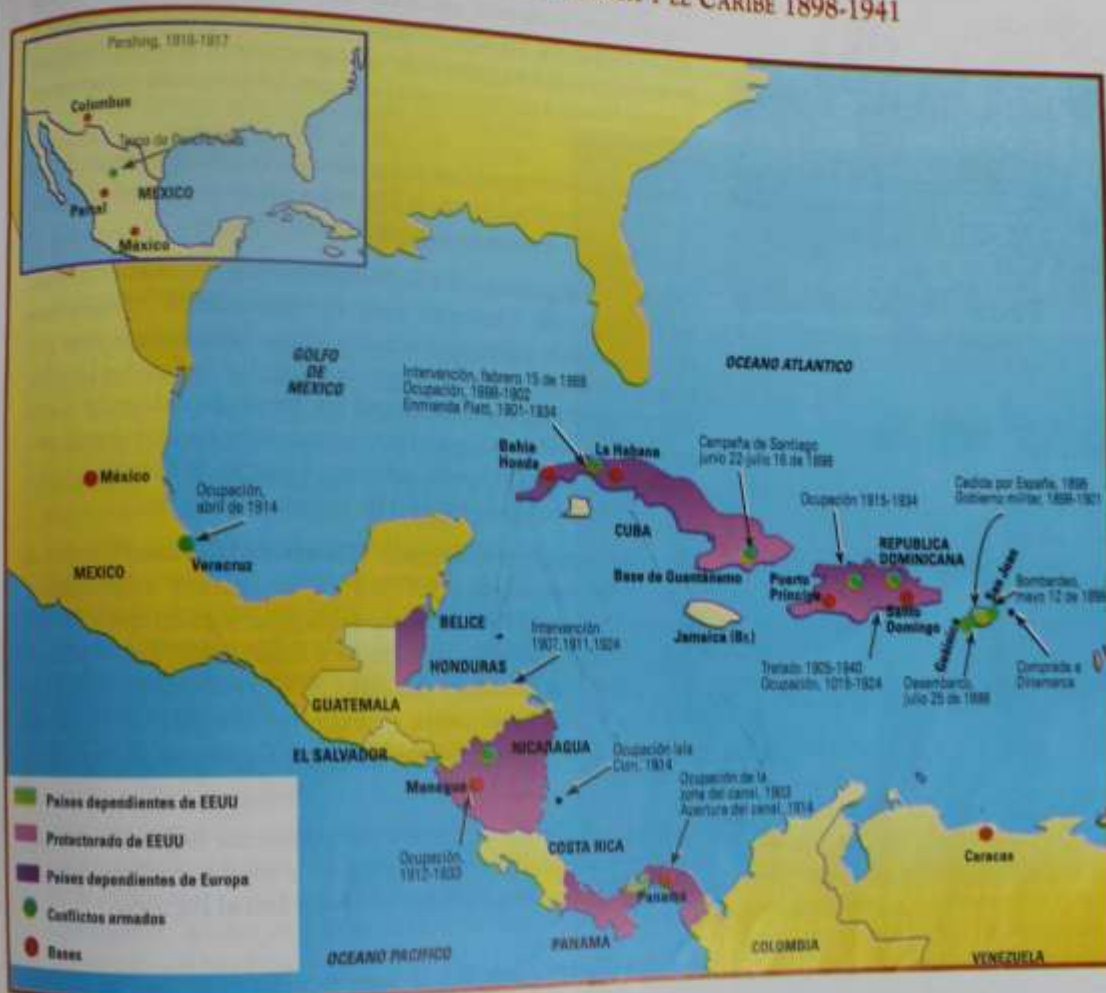 Y EL CARIBE 1898-1941
Pershing, 1916-1917
Columbus
MEXICO
Parral
México
GOLFO
DE
MEXICO
OCEANO ATLANTICO
Intervención, febrero 15 de 1898
Ocupación, 1898-1902
Enmienda Platt, 1901-1934
Bahía
Honda
La Habana
Campaña de Santiago
junio 22-julio 16 de 1898
Cedida por España, 1898
Gobierno militar, 1898-1901
Ocupación 1915-1934
México
Ocupación,
abril de 1914
CUBA
REPUBLICA
DOMINICANA
San Juan
Veracruz
MEXICO
Base de Guantánamo
Puerto
Príncipe
Bombardeo,
mayo 12 de 1898
Santo
Domingo
BELICE
Intervención
1907,1911,1924
Jamaica (Br.)
HONDURAS
Tratado 1905-1940
Ocupación, 1916-1924
Desembarco,
julio 25 de 1898
Comprada a
Dinamarca
GUATEMALA
EL SALVADOR
NICARAGUA
Ocupación Isla
1914
Managua
Ocupación de la
zona del canal, 1903
Apertura del canal, 1914
Países dependientes de EEUU
Protectorado de EEUU
Países dependientes de Europa
Conflictos armados
Bases
COSTA RICA
Ocupación,
1912-1933
Caracas
Panamá
OCEANO PACIFICO
PANAMA
COLOMBIA
VENEZUELA